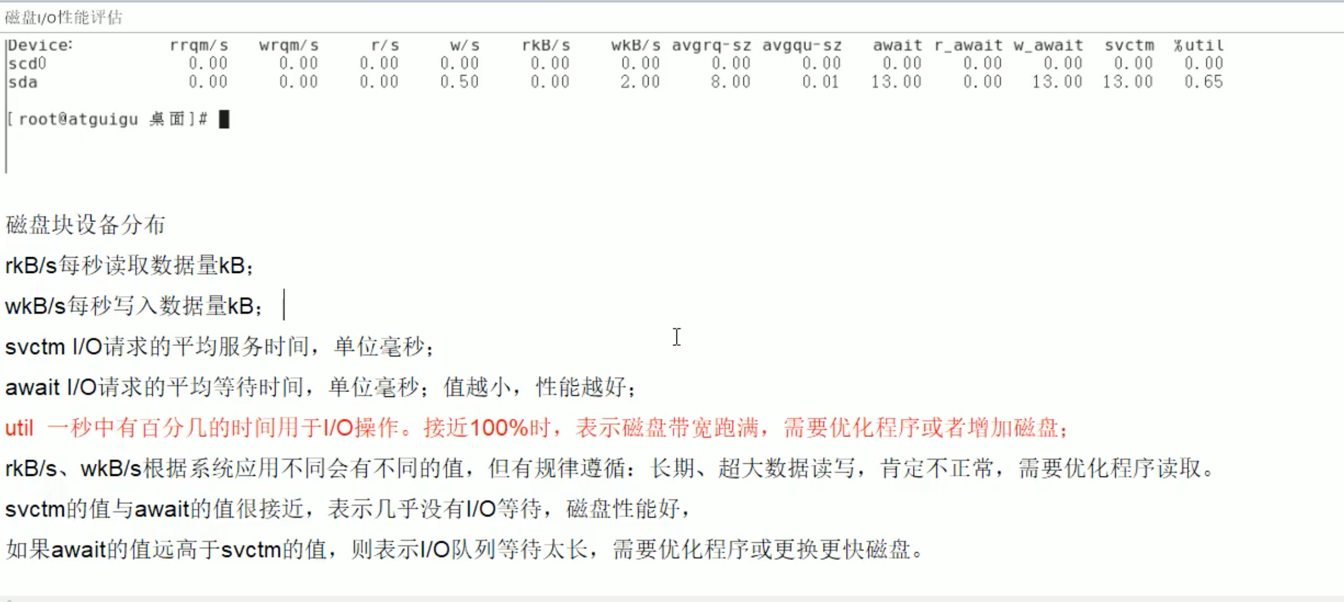 磁盘I/O性能评估
Device: rrqm/s wrqm/s r/s w/s rkB/s wkB/s avgrq-sz avgqu-sz await r_await w_await svctm %util
scd0 0.00 0.00 0.00 0.00 0.00 0.00 0.00 0.00 0.00 0.00 0.00 0.00 0.00
sda 0.00 0.00 0.00 0.50 0.00 2.00 8.00 0.01 13.00 0.00 13.00 13.00 0.65
[root@atguigu 桌面]#
磁盘块设备分布
rkB/s每秒读取数据量kB；
wkB/s每秒写入数据量kB；
svctm I/O请求的平均服务时间，单位毫秒；
await I/O请求的平均等待时间，单位毫秒；值越小，性能越好；
util 一秒中有百分几的时间用于I/O操作。接近100%时，表示磁盘带宽跑满，需要优化程序或者增加磁盘；
rkB/s、wkB/s根据系统应用不同会有不同的值，但有规律遵循：长期、超大数据读写，肯定不正常，需要优化程序读取。
svctm的值与await的值很接近，表示几乎没有I/O等待，磁盘性能好，
如果await的值远高于svctm的值，则表示I/O队列等待太长，需要优化程序或更换更快磁盘。